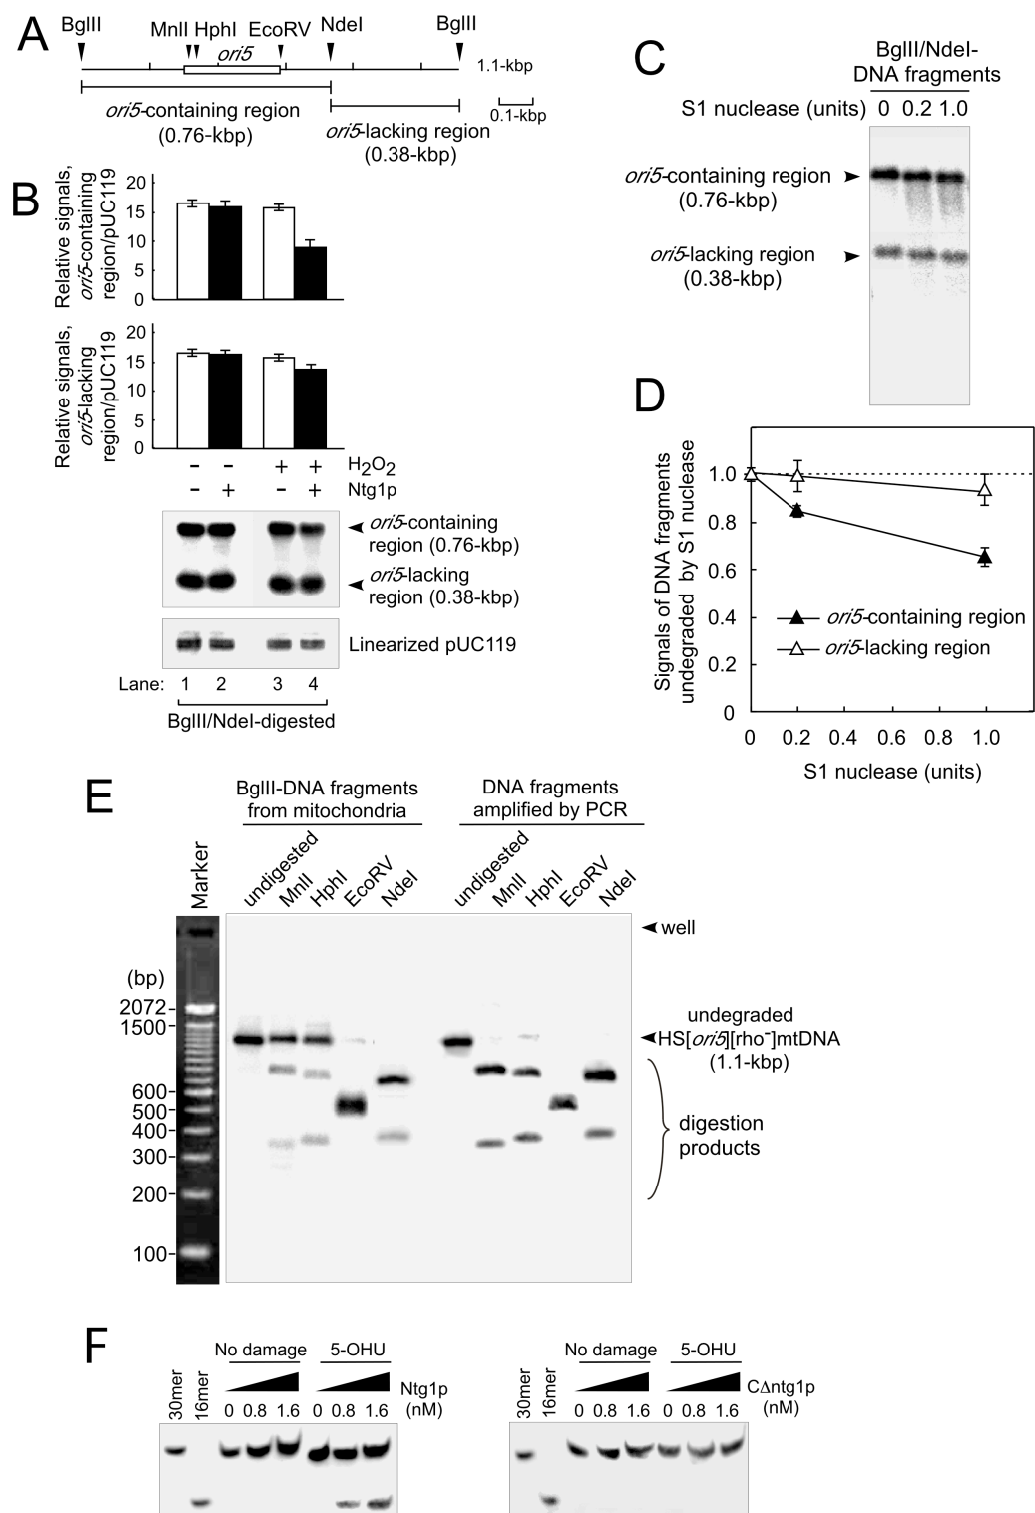 A
BglII MnlI HphI EcoRV NdeI BglII
ori5
1.1-kbp
ori5-containing region
(0.76-kbp)
ori5-lacking region
(0.38-kbp)
0.1-kbp
B
Relative signals,
ori5-containing
region/pUC119
20
15
10
5
0
Relative signals,
ori5-lacking
region/pUC119
20
15
10
5
0
- - + + H2O2
- + - + Ntg1p
ori5-containing
region (0.76-kbp)
ori5-lacking
region (0.38-kbp)
Linearized pUC119
Lane: 1 2 3 4
BglII/NdeI-digested
C
BglII/NdeI-
DNA fragments
S1 nuclease (units) 0 0.2 1.0
ori5-containing region
(0.76-kbp)
ori5-lacking region
(0.38-kbp)
D
Signals of DNA fragments
undegraded by S1 nuclease
1.0
0.8
0.6
0.4
0.2
0
ori5-containing region
ori5-lacking region
0 0.2 0.4 0.6 0.8 1.0
S1 nuclease (units)
E
BglII-DNA fragments
from mitochondria
DNA fragments
amplified by PCR
Marker
undigested MnlI HphI EcoRV NdeI
undigested MnlI HphI EcoRV NdeI
well
(bp)
2072
1500
600
500
400
300
200
100
undegraded
HS[ori5][rho-]mtDNA
(1.1-kbp)
digestion
products
F
No damage 5-OHU
30mer 16mer
Ntg1p
(nM)
0 0.8 1.6 0 0.8 1.6
No damage 5-OHU
30mer 16mer
CΔntg1p
(nM)
0 0.8 1.6 0 0.8 1.6